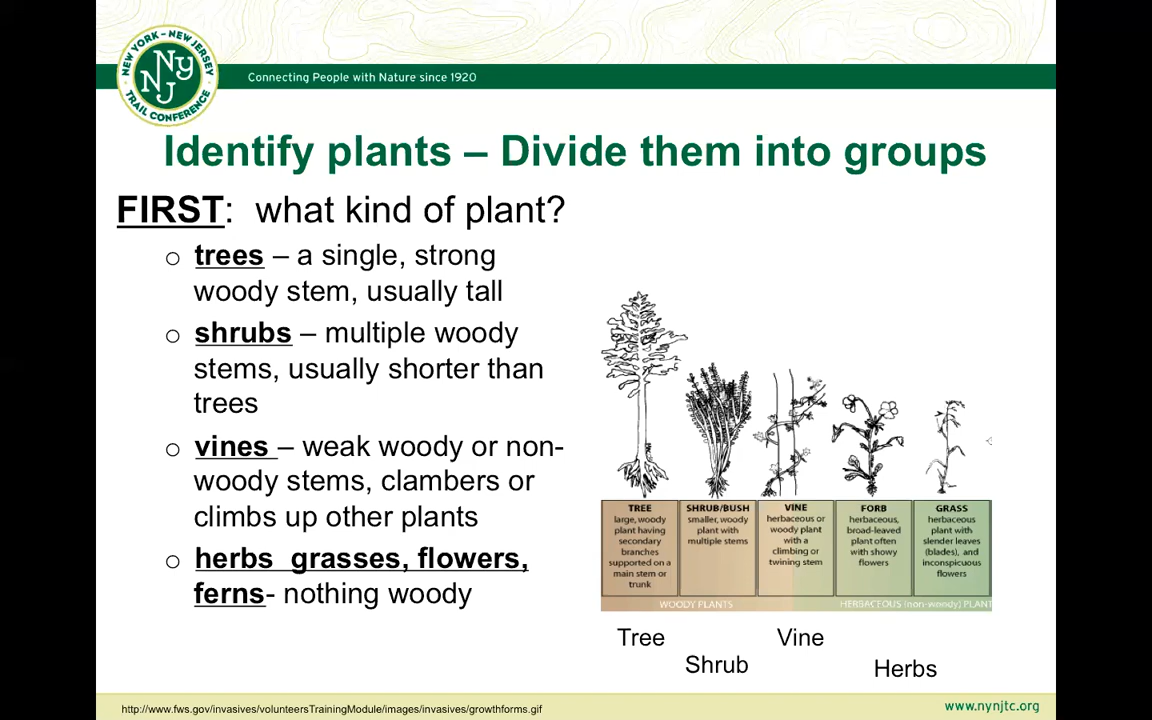 NEW YORK - NEW JERSEY
NY
NJ
TRAIL CONFERENCE
Connecting People with Nature since 1920
Identify plants – Divide them into groups
FIRST: what kind of plant?
o trees – a single, strong
woody stem, usually tall
o shrubs – multiple woody
stems, usually shorter than
trees
o vines – weak woody or non-
woody stems, clambers or
climbs up other plants
o herbs grasses, flowers,
ferns- nothing woody
TREE
large, woody
plant having
secondary
branches
supported on a
main stem or
trunk
SHRUB/BUSH
smaller, woody
plant with
multiple stems
VINE
herbaceous or
woody plant
with a
climbing or
twining stem
FORB
herbaceous,
broad-leaved
plant often
with showy
flowers
GRASS
herbaceous
plant with
slender leaves
(blades), and
inconspicuous
flowers
WOODY PLANTS
HERBACEOUS (non-woody) PLANT
Tree
Vine
Shrub
Herbs
http://www.fws.gov/invasives/volunteersTrainingModule/images/invasives/growthforms.gif
www.nynjtc.org